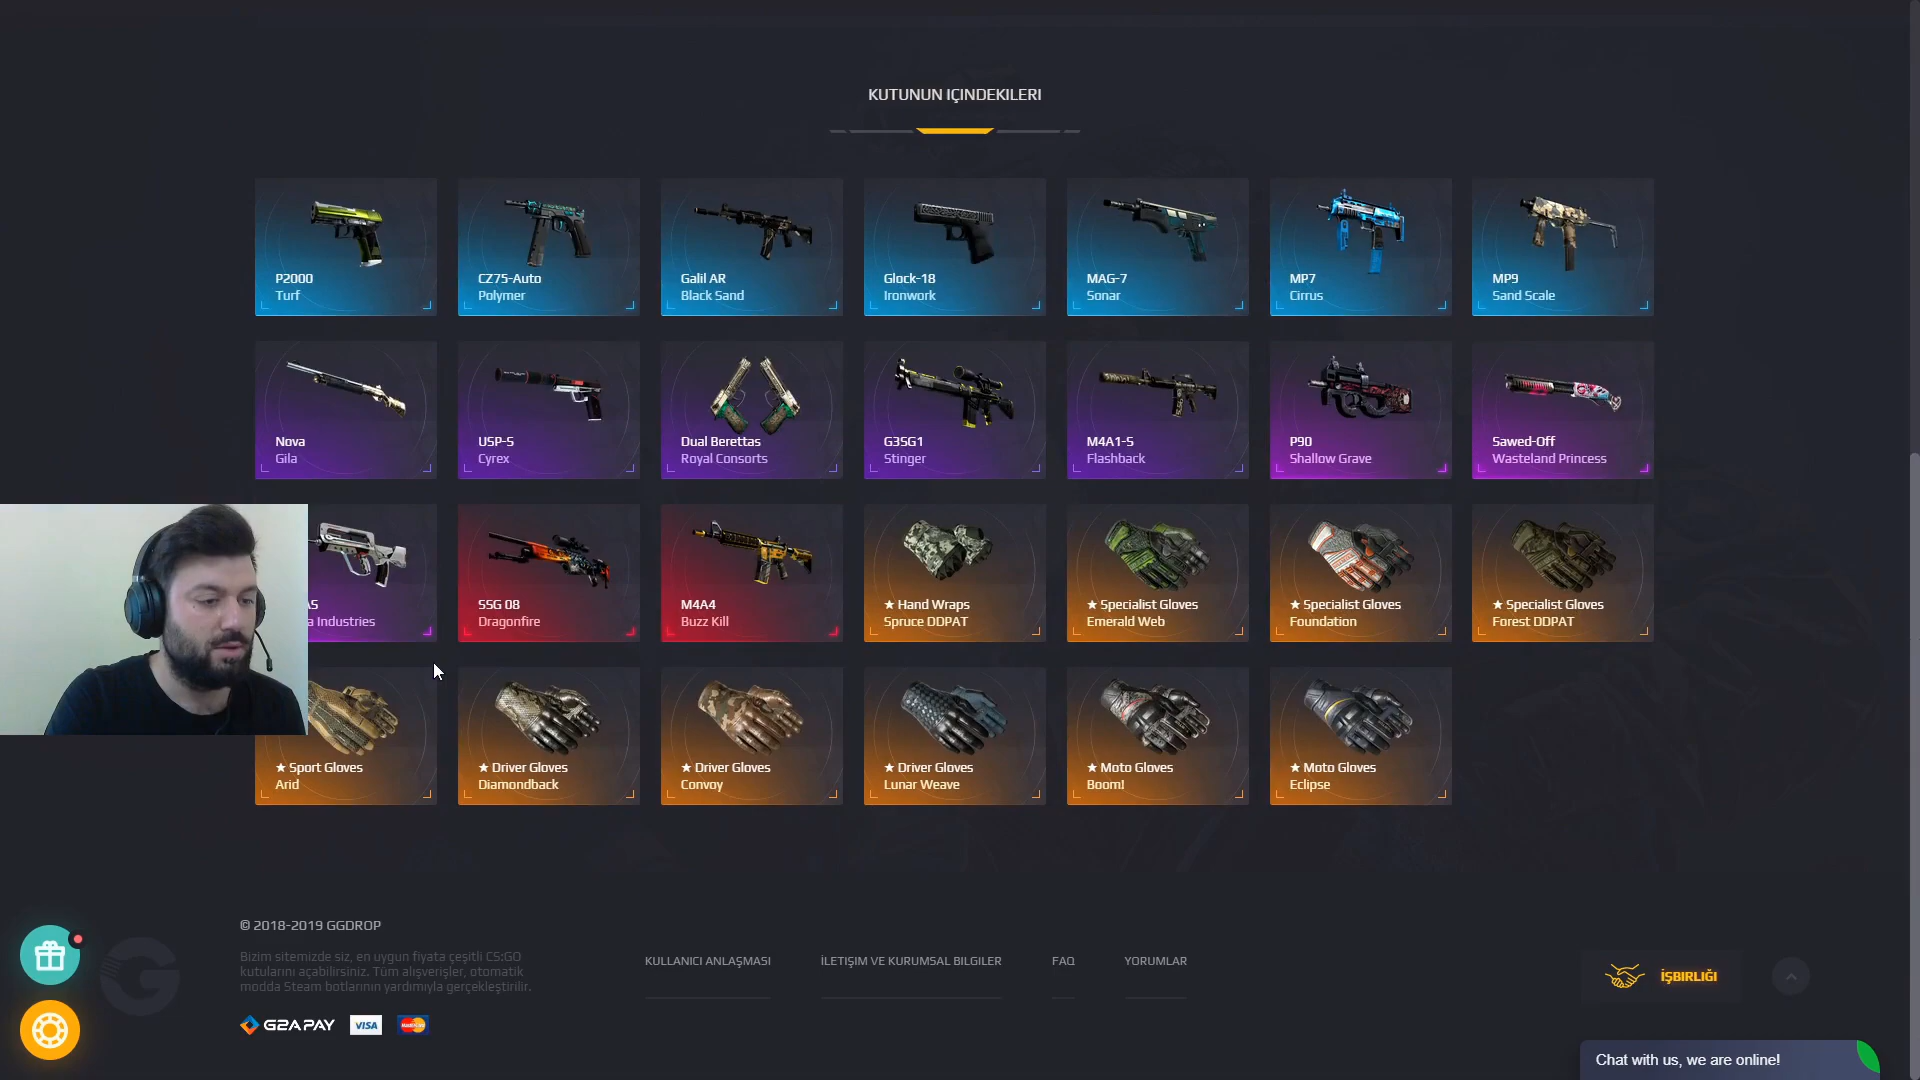 KUTUNUN IÇINDEKILERI
P2000
Turf
CZ75-Auto
Polymer
Galil AR
Black Sand
Glock-18
Ironwork
MAG-7
Sonar
MP7
Cirrus
MP9
Sand Scale
Nova
Gila
USP-S
Cyrex
Dual Berettas
Royal Consorts
G3SG1
Stinger
M4A1-S
Flashback
P90
Shallow Grave
Sawed-Off
Wasteland Princess
Industries
SSG 08
Dragonfire
M4A4
Buzz Kill
★ Hand Wraps
Spruce DDPAT
★ Specialist Gloves
Emerald Web
★ Specialist Gloves
Foundation
★ Specialist Gloves
Forest DDPAT
★ Sport Gloves
Arid
★ Driver Gloves
Diamondback
★ Driver Gloves
Convoy
★ Driver Gloves
Lunar Weave
★ Moto Gloves
Boom!
★ Moto Gloves
Eclipse
© 2018-2019 GGDROP
Bizim sitemizde siz, en uygun fiyata çeşitli CS:GO
kutularını açabilirsiniz. Tüm alışverişler, otomatik
modda Steam botlarının yardımıyla gerçekleştirilir.
KULLANICI ANLAŞMASI
İLETIŞIM VE KURUMSAL BILGILER
FAQ
YORUMLAR
İŞBIRLIĞI
G2A PAY
VISA
MasterCard
Chat with us, we are online!